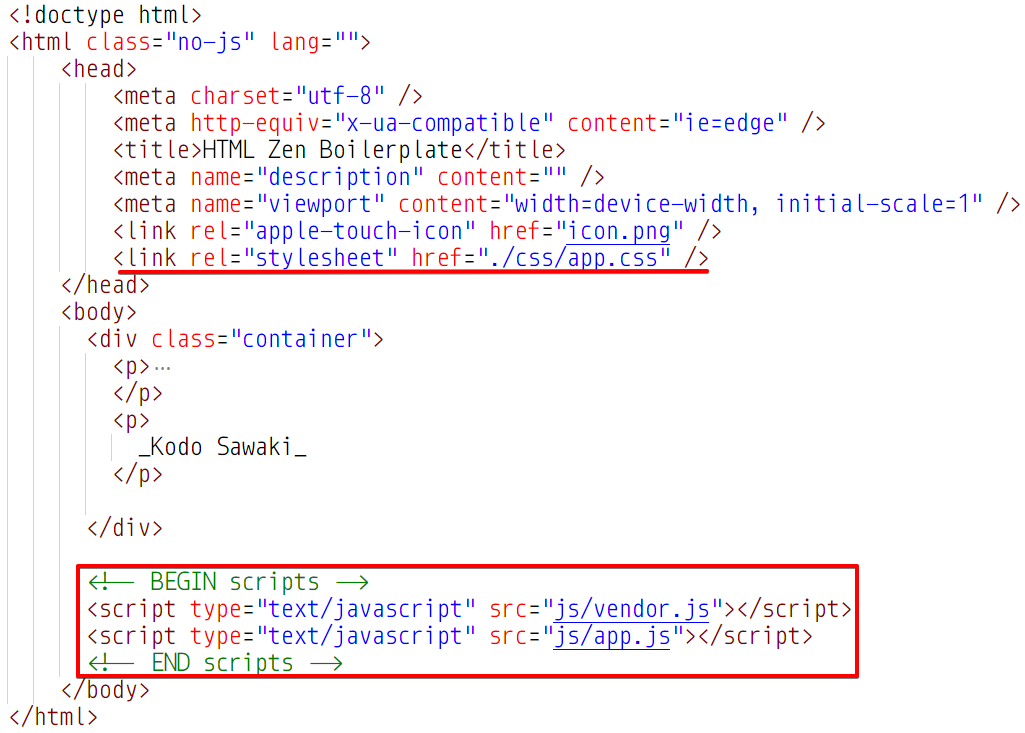 <!doctype html>
<html class="no-js" lang="">
<head>
<meta charset="utf-8" />
<meta http-equiv="x-ua-compatible" content="ie=edge" />
<title>HTML Zen Boilerplate</title>
<meta name="description" content="" />
<meta name="viewport" content="width=device-width, initial-scale=1" />
<link rel="apple-touch-icon" href="icon.png" />
<link rel="stylesheet" href="./css/app.css" />
</head>
<body>
<div class="container">
<p>···
</p>
<p>
_Kodo Sawaki_
</p>
</div>
<!-- BEGIN scripts -->
<script type="text/javascript" src="js/vendor.js"></script>
<script type="text/javascript" src="js/app.js"></script>
<!-- END scripts -->
</body>
</html>